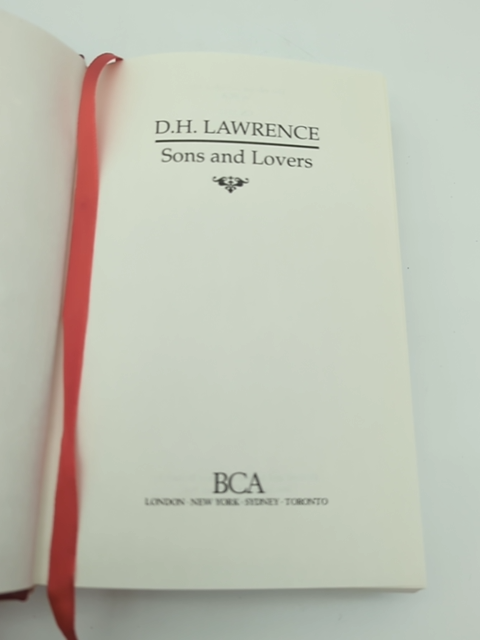 D.H. LAWRENCE
Sons and Lovers
BCA
LONDON · NEW YORK · SYDNEY · TORONTO